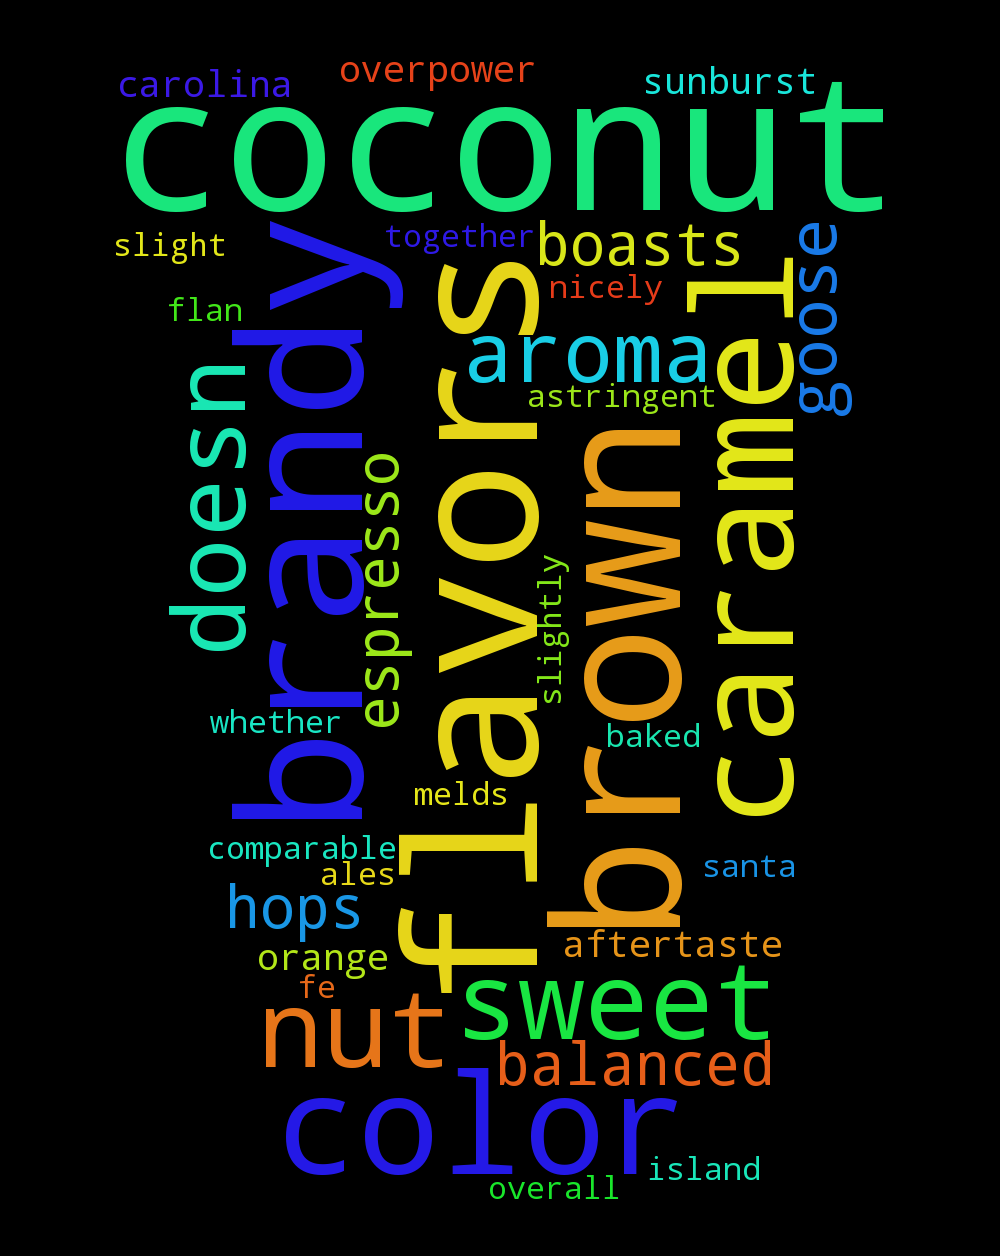 overpower
carolina
sunburst
coconut
slight
together
boasts
nicely
goose
flan
brandy
flavors
aroma
caramel
doesn
astringent
espresso
brown
slightly
whether
baked
melds
comparable
ales
santa
hops
orange
aftertaste
fe
nut
sweet
balanced
color
island
overall